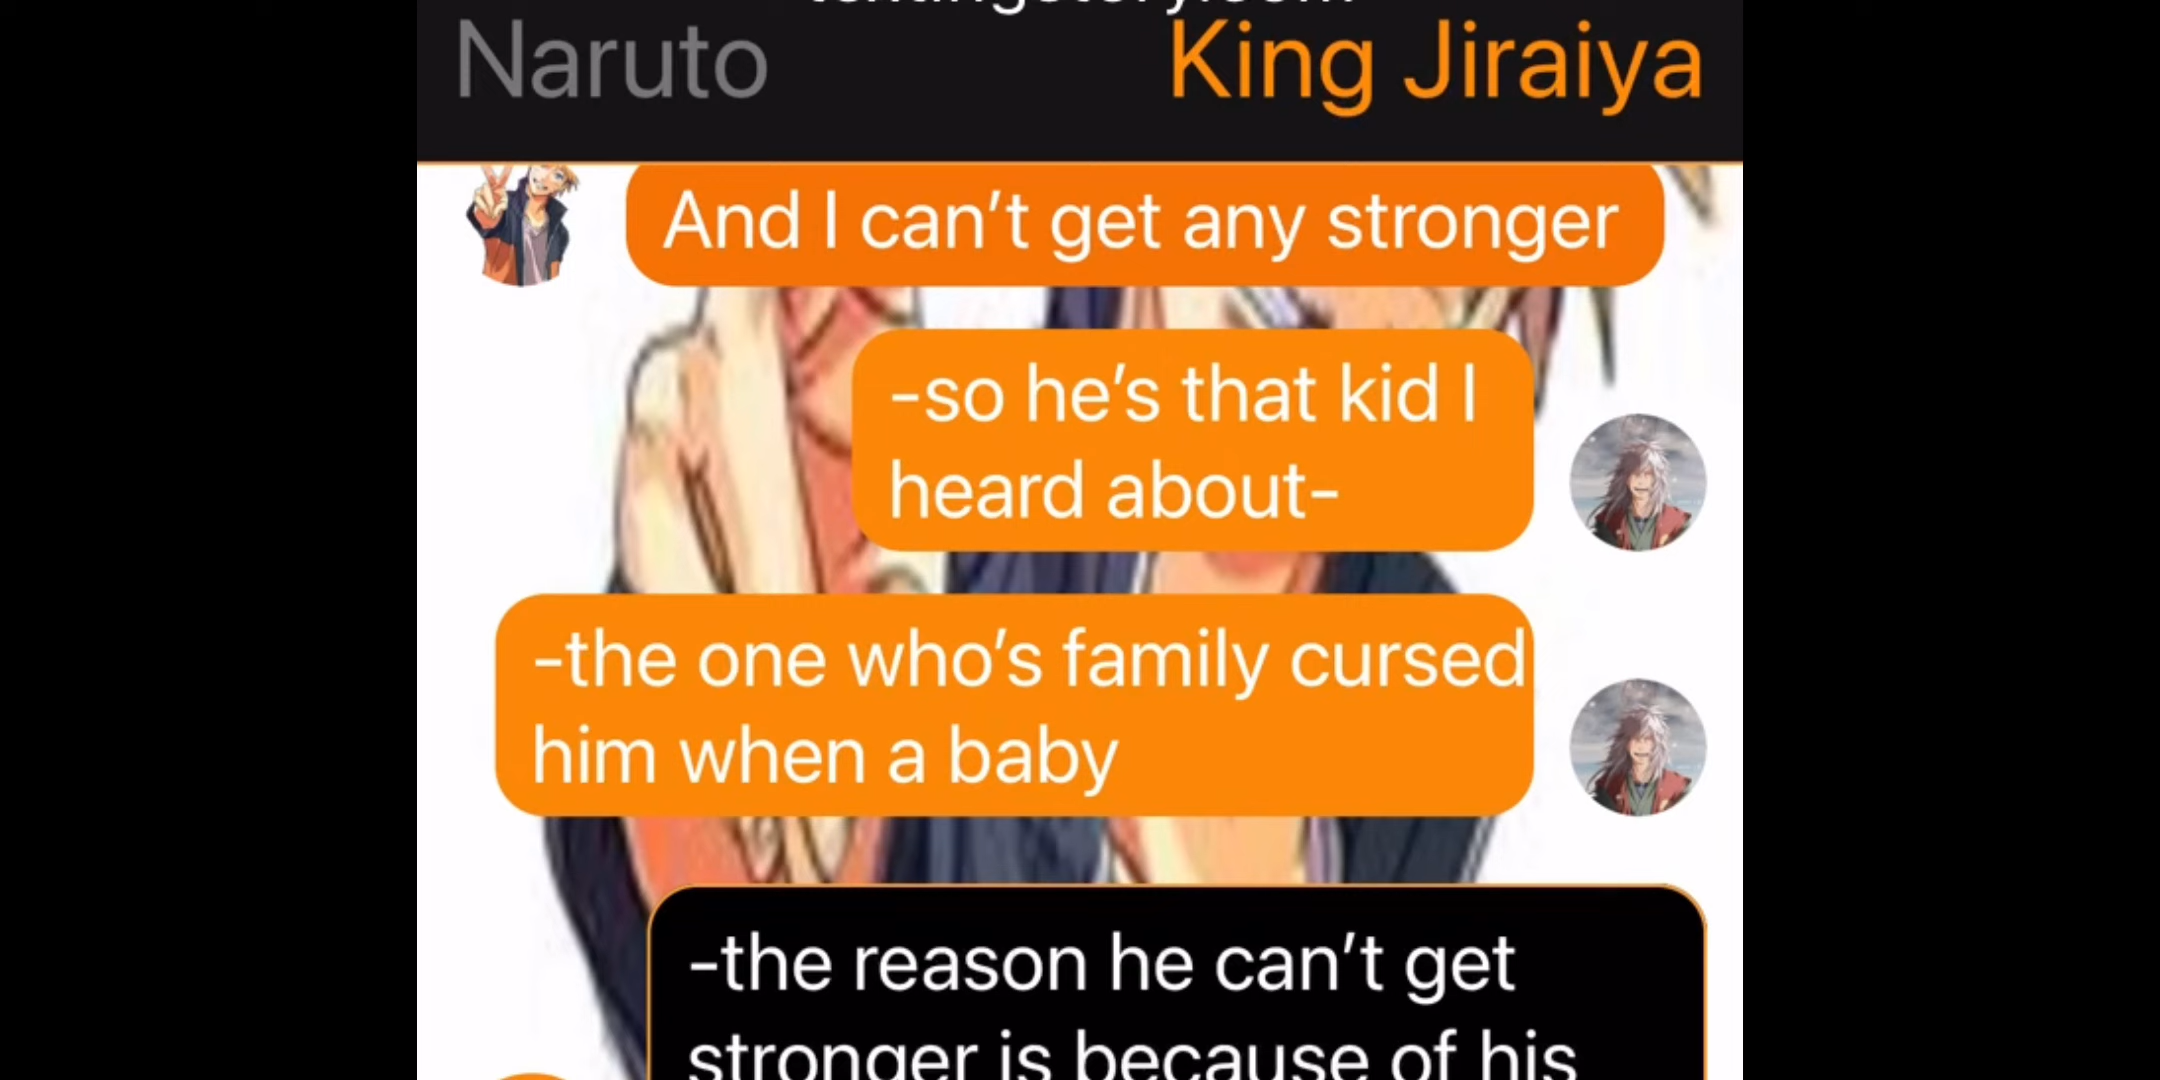 Naruto
King Jiraiya
And I can’t get any stronger
-so he’s that kid I
heard about-
-the one who’s family cursed
him when a baby
-the reason he can’t get
stronger is because of his